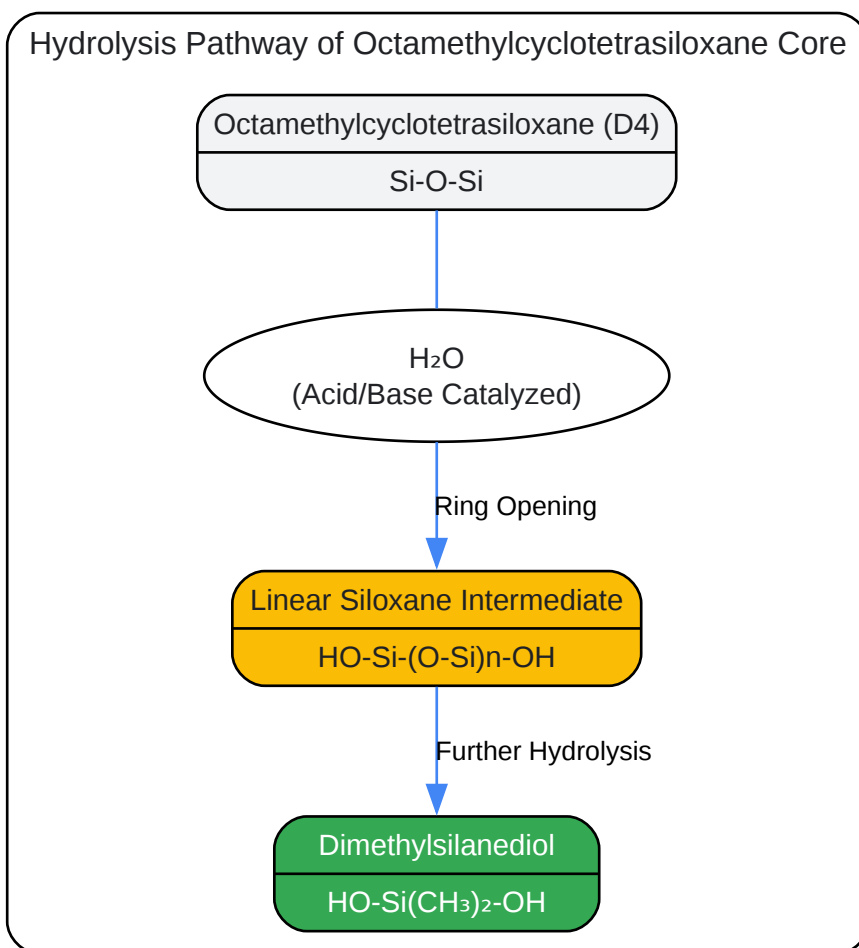 Hydrolysis Pathway of Octamethylcyclotetrasiloxane Core
Octamethylcyclotetrasiloxane (D4)
Si-O-Si
H₂O
(Acid/Base Catalyzed)
Ring Opening
Linear Siloxane Intermediate
HO-Si-(O-Si)n-OH
Further Hydrolysis
Dimethylsilanediol
HO-Si(CH₃)₂-OH